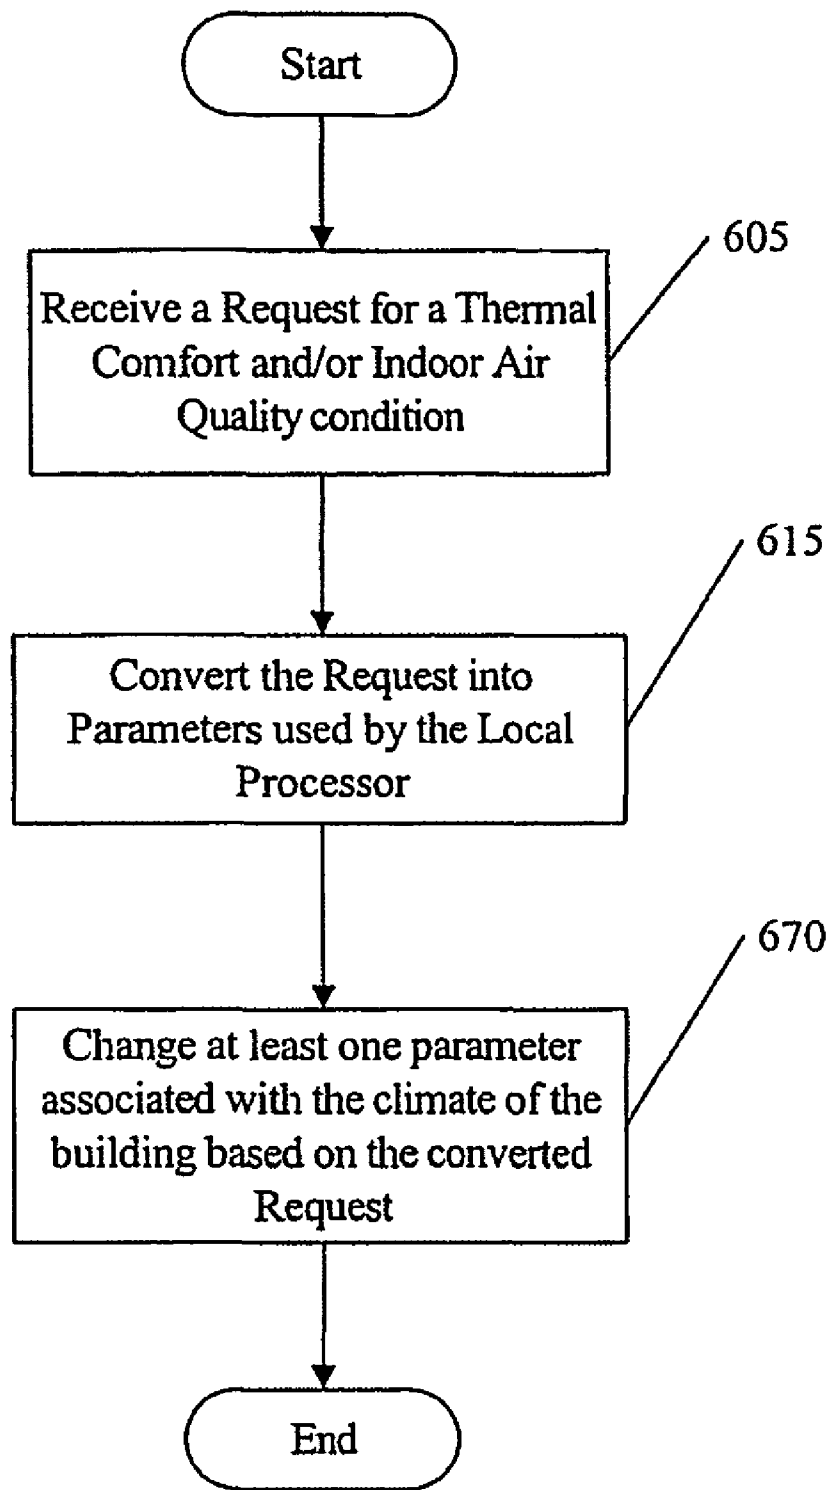 Start
605
Receive a Request for a Thermal
Comfort and/or Indoor Air
Quality condition
615
Convert the Request into
Parameters used by the Local
Processor
670
Change at least one parameter
associated with the climate of the
building based on the converted
Request
End